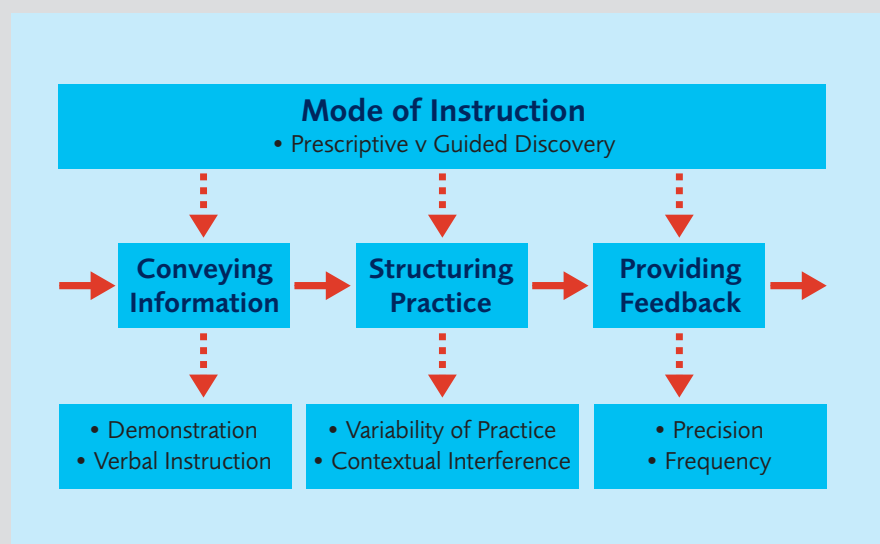 Mode of Instruction
• Prescriptive v Guided Discovery
Conveying
Information
Structuring
Practice
Providing
Feedback
• Demonstration
• Verbal Instruction
• Variability of Practice
• Contextual Interference
• Precision
• Frequency